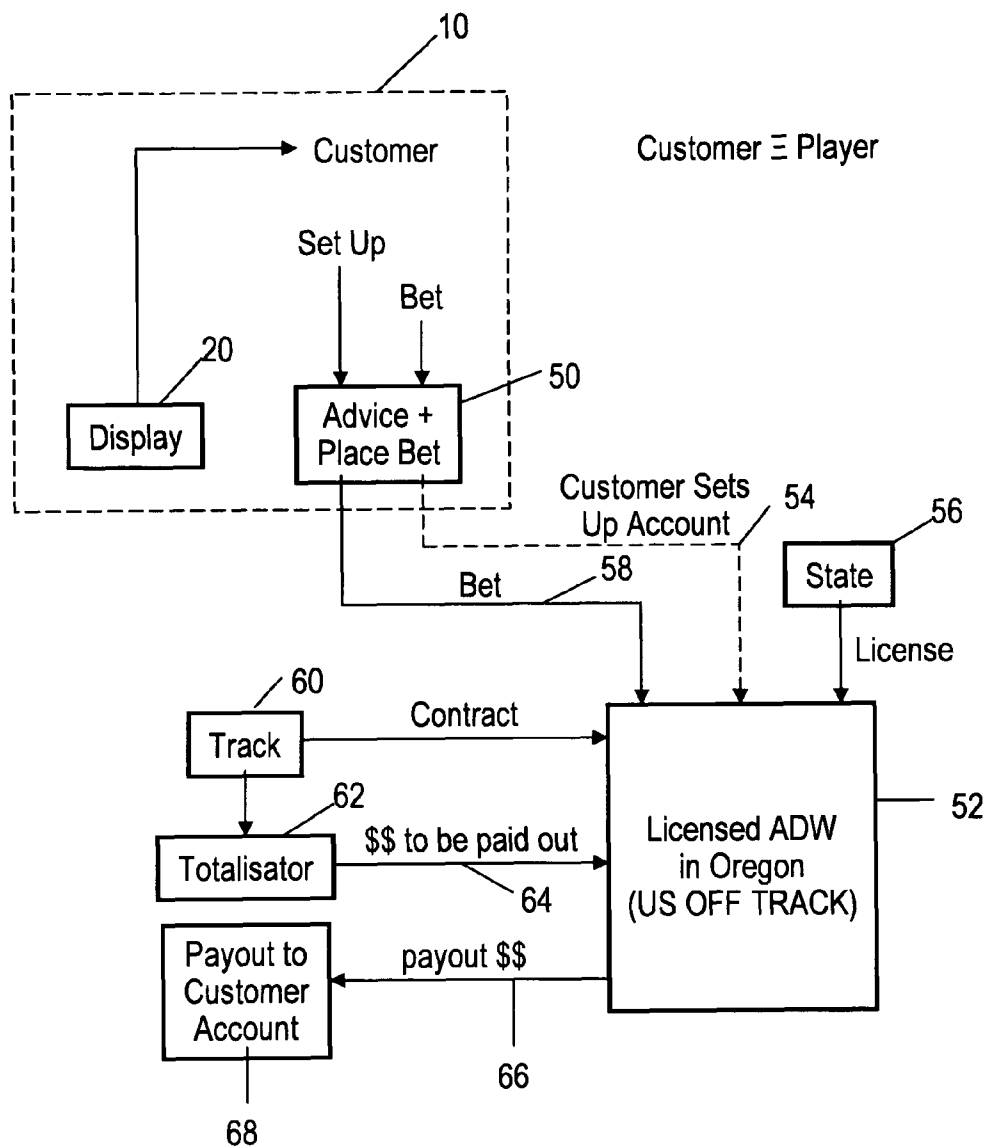 10
Customer
Customer Ξ Player
Set Up
Bet
20
50
Display
Advice +
Place Bet
Customer Sets
Up Account
54
56
State
Bet
58
License
60
Contract
Track
62
52
Totalisator
$$ to be paid out
64
Licensed ADW
in Oregon
(US OFF TRACK)
Payout to
Customer
Account
payout $$
66
68